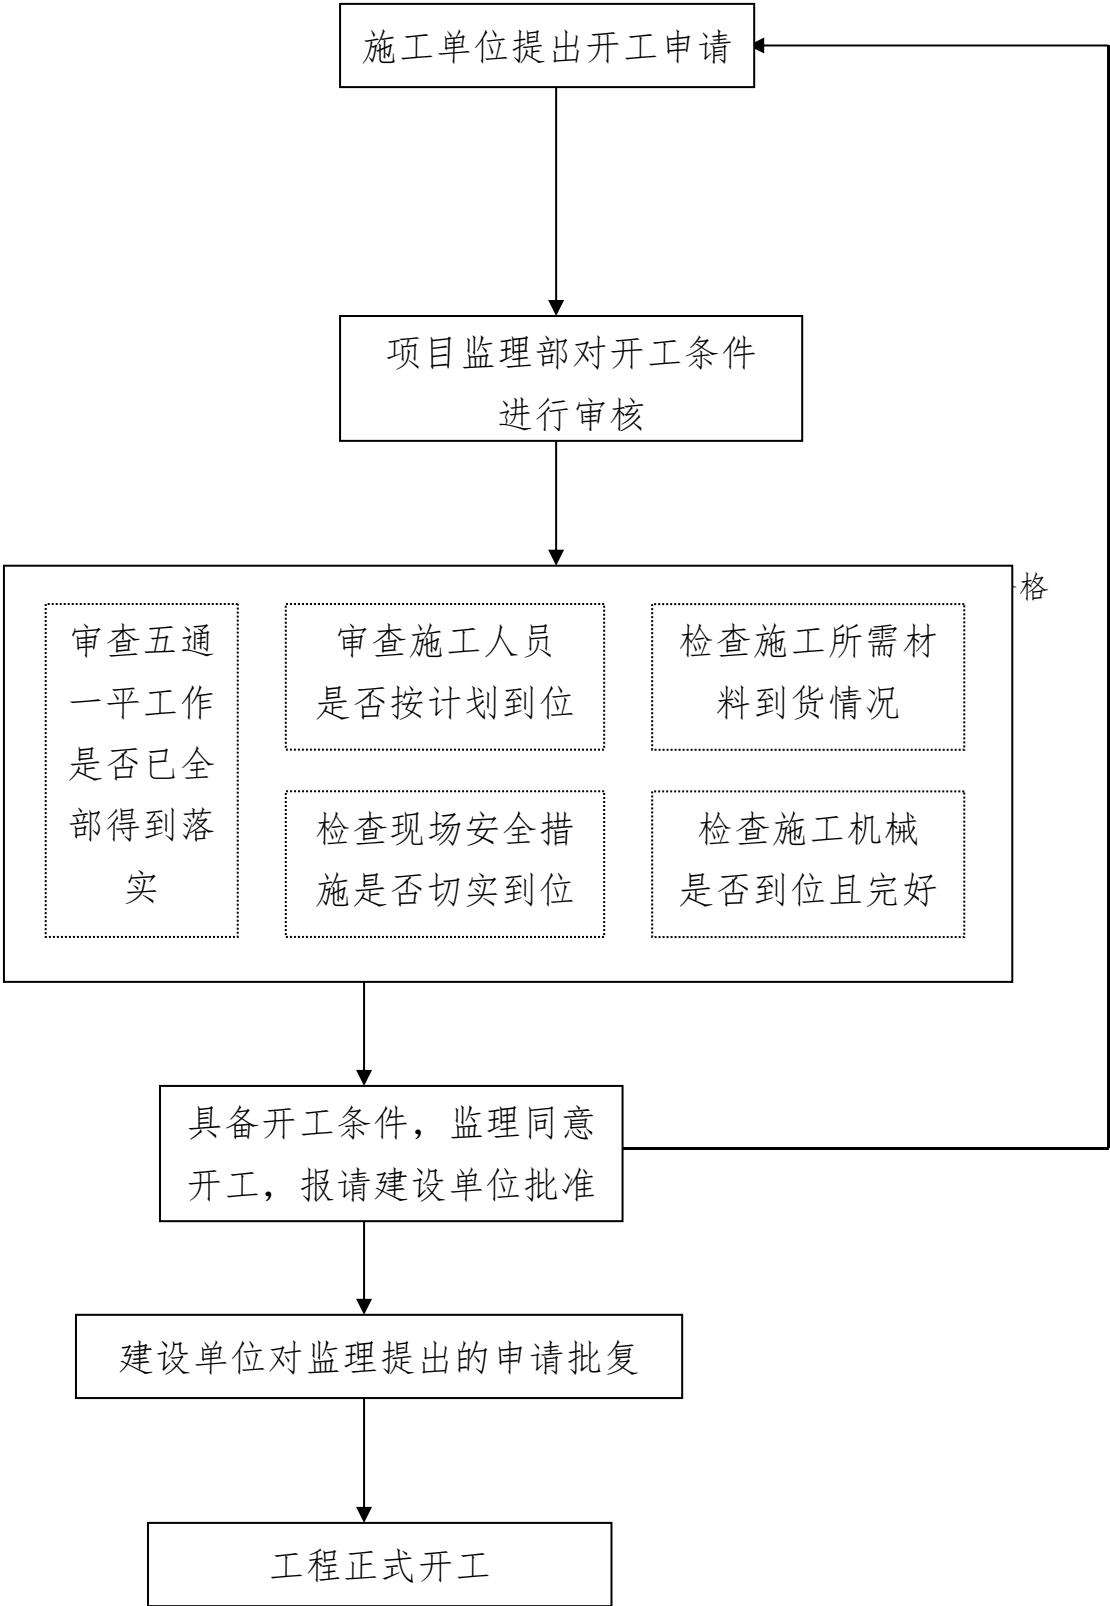 施工单位提出开工申请
项目监理部对开工条件
进行审核
格
审查五通
一平工作
是否已全
部得到落
实
审查施工人员
是否按计划到位
检查施工所需材
料到货情况
检查现场安全措
施是否切实到位
检查施工机械
是否到位且完好
具备开工条件，监理同意
开工，报请建设单位批准
建设单位对监理提出的申请批复
工程正式开工